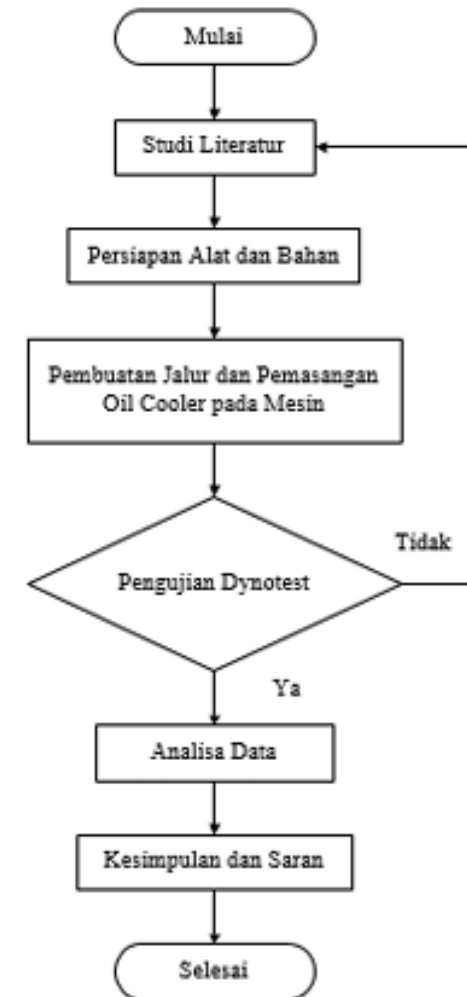 Mulai
Studi Literatur
Persiapan Alat dan Bahan
Pembuatan Jalur dan Pemasangan
Oil Cooler pada Mesin
Pengujian Dynotest
Tidak
Ya
Analisa Data
Kesimpulan dan Saran
Selesai